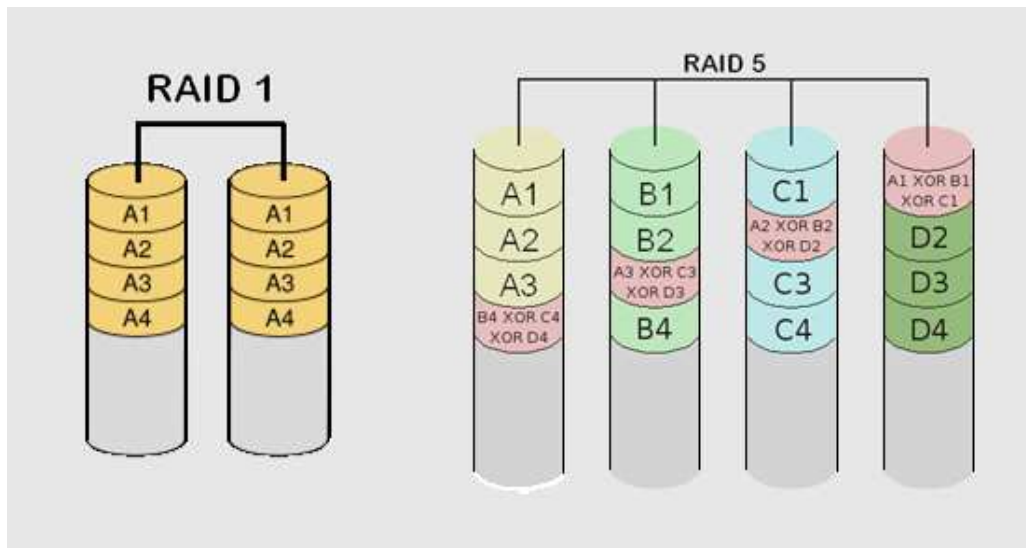 RAID 1
A1
A2
A3
A4
A1
A2
A3
A4
RAID 5
A1
A2
A3
B4 XOR C4
XOR D4
B1
B2
A3 XOR C3
XOR D3
B4
C1
A2 XOR B2
XOR D2
C3
C4
A1 XOR B1
XOR C1
D2
D3
D4